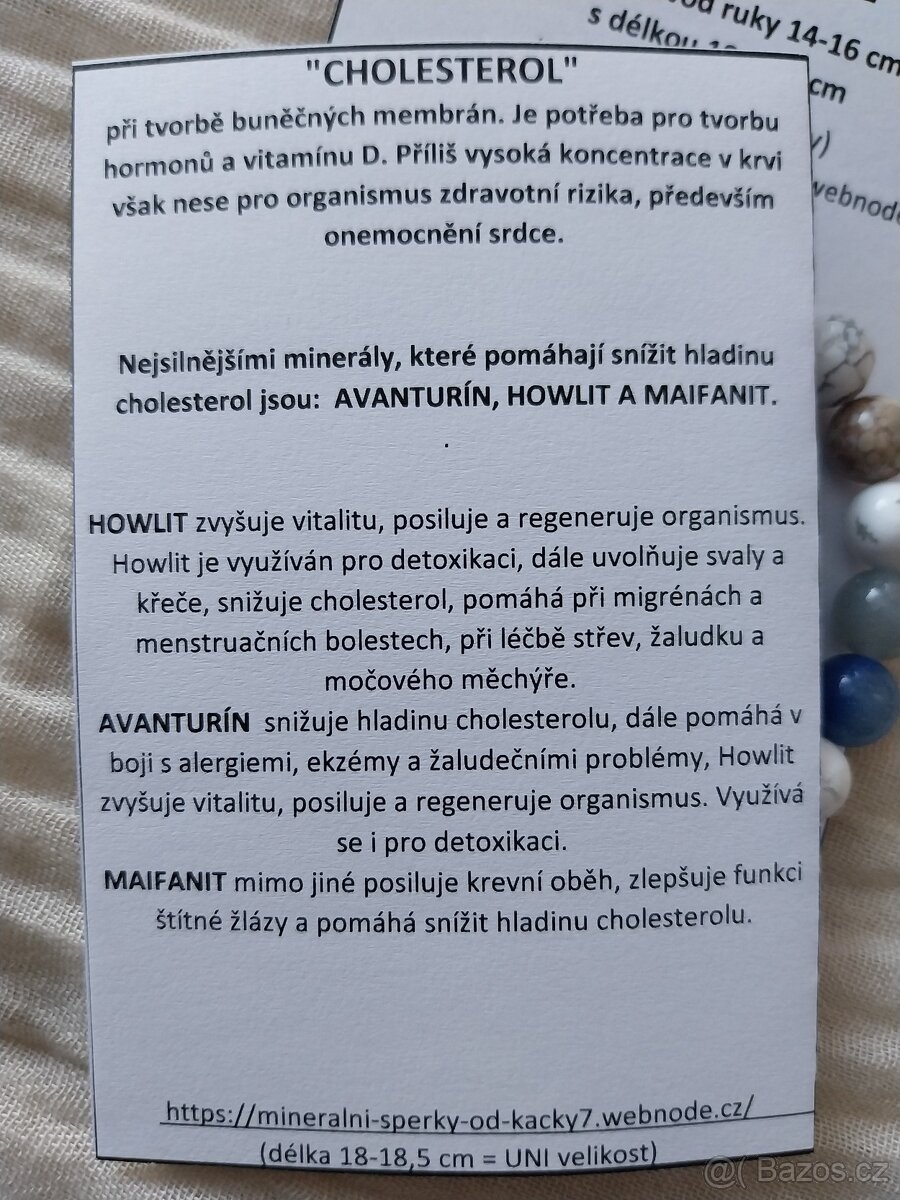 od ruky 14-16 cm
s délkou
cm
webnode
"CHOLESTEROL"
při tvorbě buněčných membrán. Je potřeba pro tvorbu
hormonů a vitamínu D. Příliš vysoká koncentrace v krvi
však nese pro organismus zdravotní rizika, především
onemocnění srdce.
Nejsilnějšími minerály, které pomáhají snížit hladinu
cholesterol jsou: AVANTURÍN, HOWLIT A MAIFANIT.
.
HOWLIT zvyšuje vitalitu, posiluje a regeneruje organismus.
Howlit je využíván pro detoxikaci, dále uvolňuje svaly a
křeče, snižuje cholesterol, pomáhá při migrénách a
menstruačních bolestech, při léčbě střev, žaludku a
močového měchýře.
AVANTURÍN snižuje hladinu cholesterolu, dále pomáhá v
boji s alergiemi, ekzémy a žaludečními problémy, Howlit
zvyšuje vitalitu, posiluje a regeneruje organismus. Využívá
se i pro detoxikaci.
MAIFANIT mimo jiné posiluje krevní oběh, zlepšuje funkci
štítné žlázy a pomáhá snížit hladinu cholesterolu.
https://mineralni-sperky-od-kacky7.webnode.cz/
(délka 18-18,5 cm = UNI velikost)
@( Bazos.cz